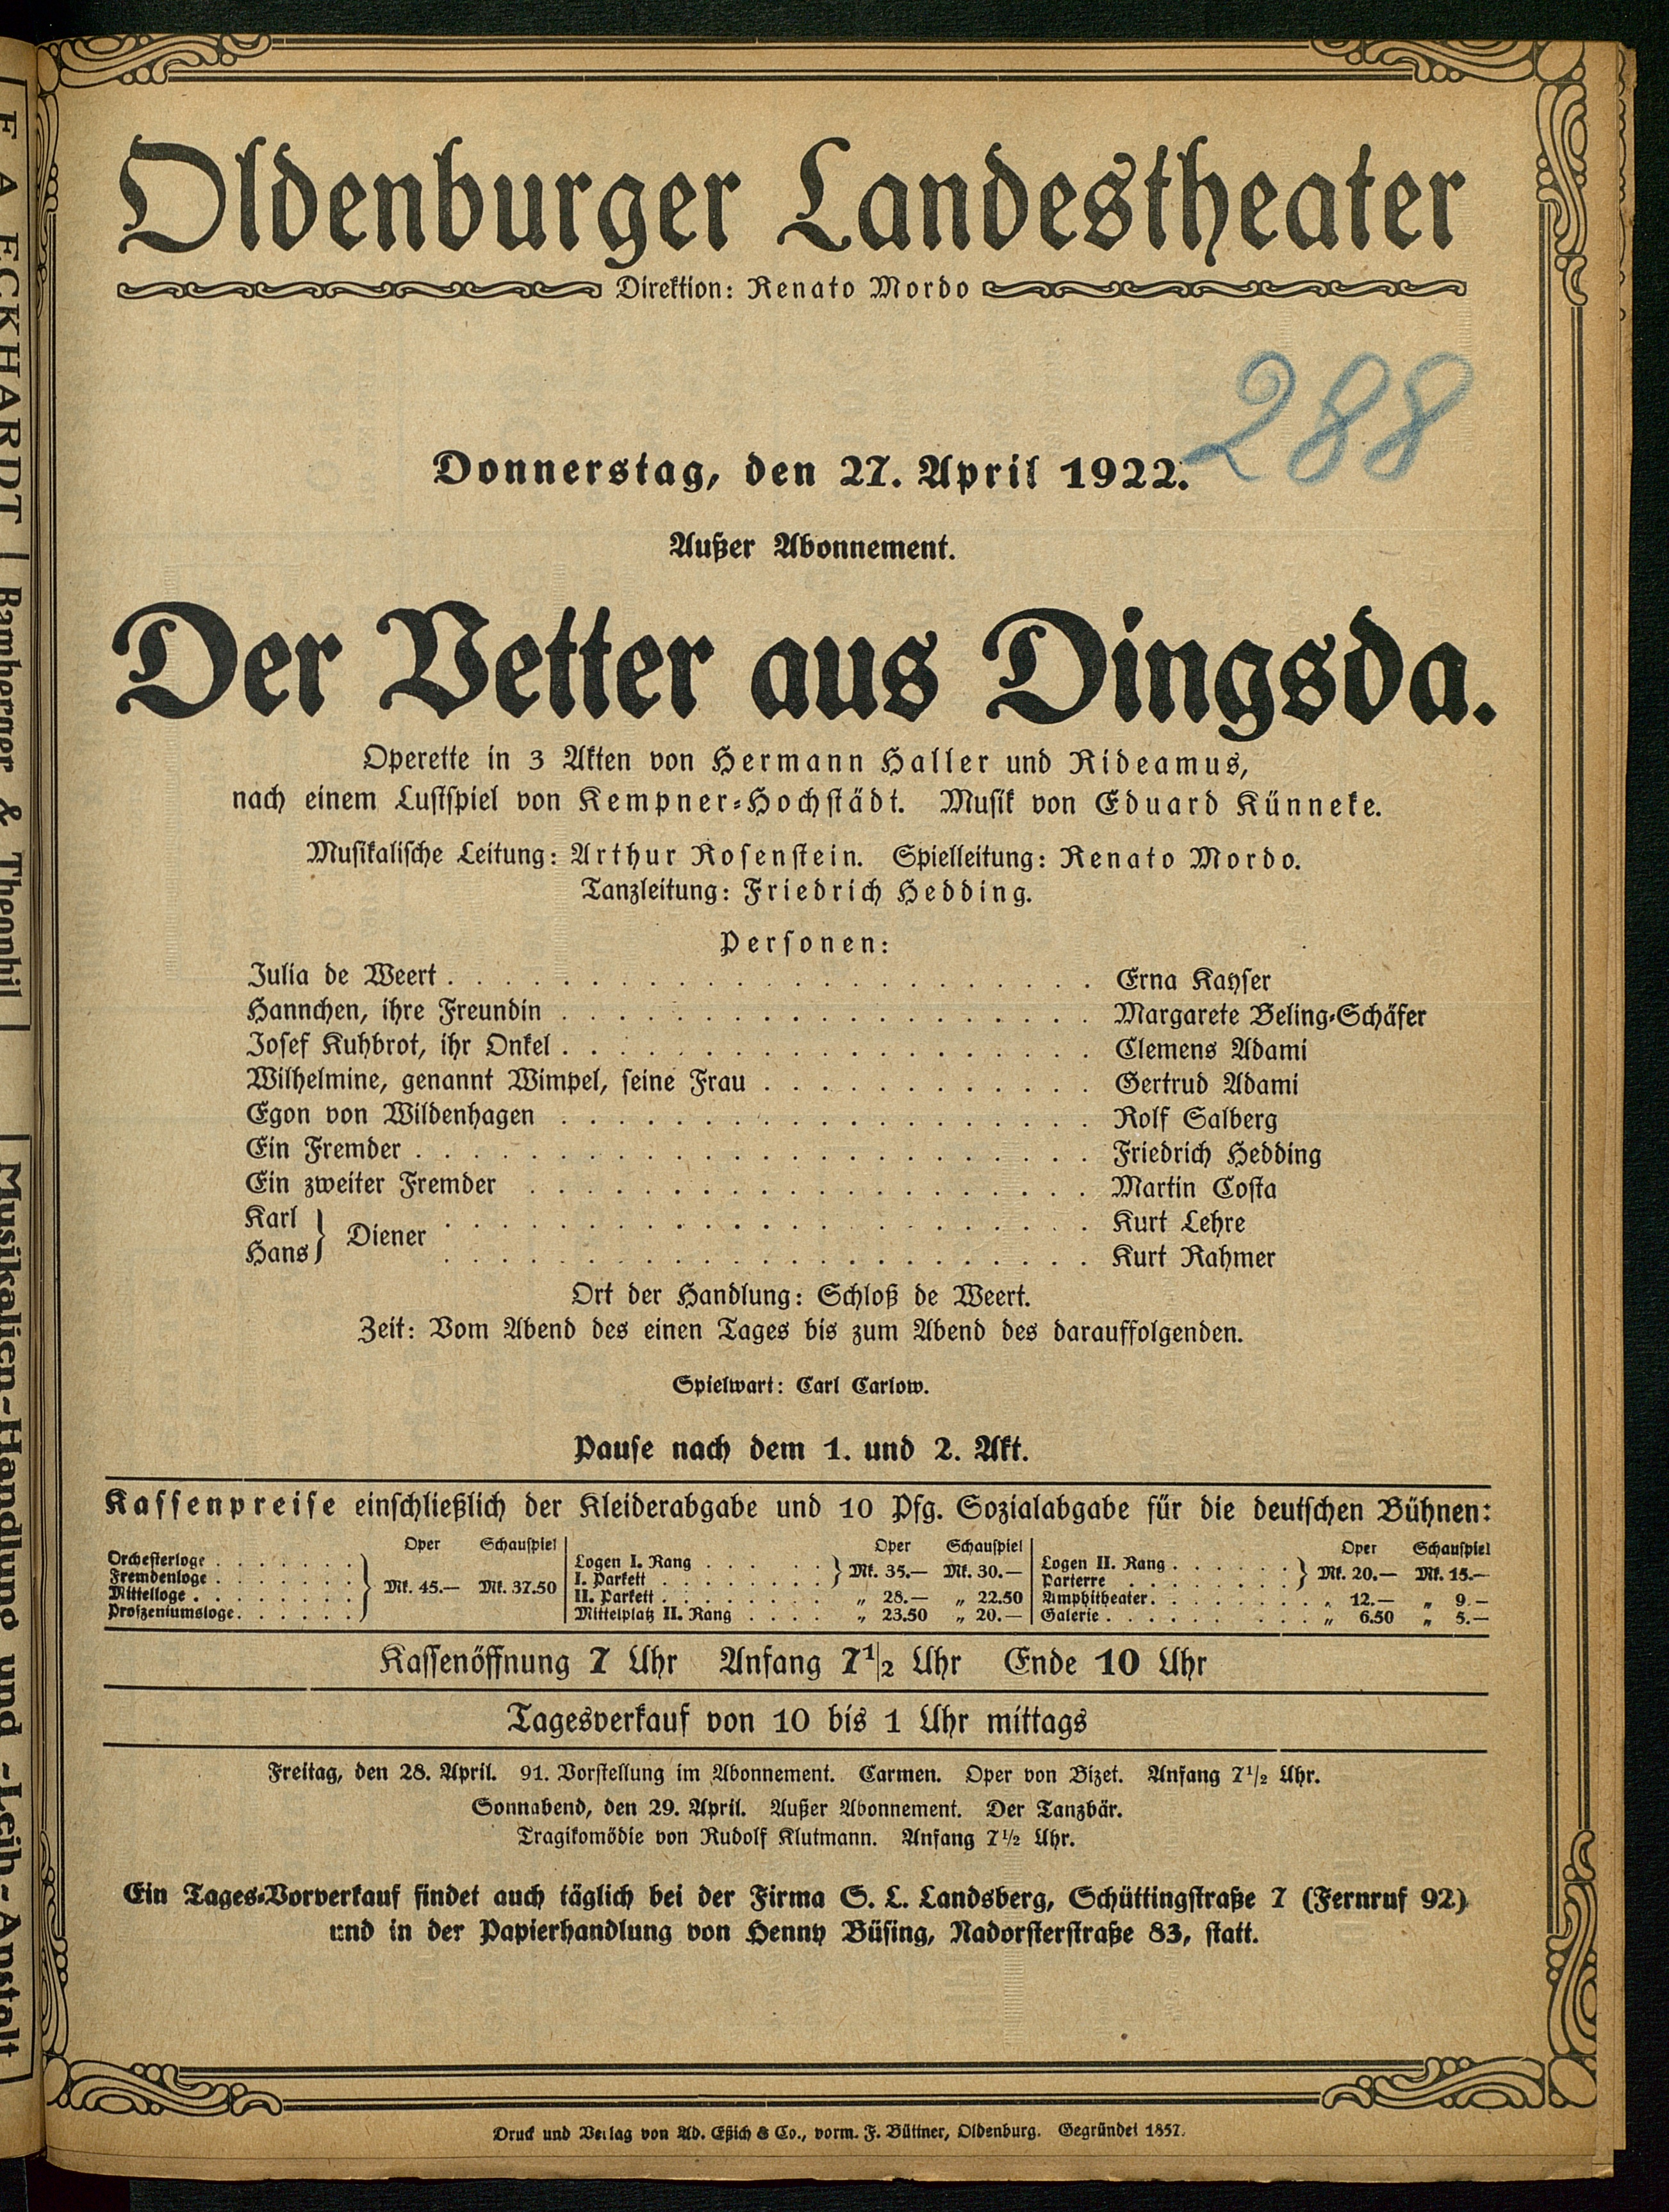 Oldenburger Landestheater
Direktion: Renato Mordo
288
Donnerstag, den 27. April 1922.
Außer Abonnement.
Der Vetter aus Dingsda.
Operette in 3 Akten von Hermann Haller und Rideamus,
nach einem Lustspiel von Kempner-Hochstädt. Musik von Eduard Künneke.
Musikalische Leitung: Arthur Rosenstein. Spielleitung: Renato Mordo.
Tanzleitung: Friedrich Hedding.
Personen:
Julia de Weert . . . . . . . . . . Erna Kayser
Hannchen, ihre Freundin . . . . . . . . . . Margarete Beling-Schäfer
Josef Kuhbrot, ihr Onkel . . . . . . . . . . Clemens Adami
Wilhelmine, genannt Wimpel, seine Frau . . . . . . . . . . Gertrud Adami
Egon von Wildenhagen . . . . . . . . . . Rolf Salberg
Ein Fremder . . . . . . . . . . Friedrich Hedding
Ein zweiter Fremder . . . . . . . . . . Martin Costa
Karl } Diener . . . . . . . . . . Kurt Lehre
Hans } . . . . . . . . . . Kurt Rahmer
Ort der Handlung: Schloß de Weert.
Zeit: Vom Abend des einen Tages bis zum Abend des darauffolgenden.
Spielwart: Carl Carlow.
Pause nach dem 1. und 2. Akt.
Kassenpreise einschließlich der Kleiderabgabe und 10 Pfg. Sozialabgabe für die deutschen Bühnen:
Oper Schauspiel
Orchesterloge
Fremdenloge
Mittelloge
Proszeniumsloge
Mk. 45.— Mk. 37.50
Oper Schauspiel
Logen I. Rang
I. Parkett
Mk. 35.— Mk. 30.—
II. Parkett „ 28.— „ 22.50
Mittelplatz II. Rang „ 23.50 „ 20.—
Oper Schauspiel
Logen II. Rang
Parterre
Mk. 20.— Mk. 15.—
Amphitheater „ 12.— „ 9.—
Galerie „ 6.50 „ 5.—
Kassenöffnung 7 Uhr Anfang 7 1/2 Uhr Ende 10 Uhr
Tagesverkauf von 10 bis 1 Uhr mittags
Freitag, den 28. April. 91. Vorstellung im Abonnement. Carmen. Oper von Bizet. Anfang 7 1/2 Uhr.
Sonnabend, den 29. April. Außer Abonnement. Der Tanzbär.
Tragikomödie von Rudolf Klutmann. Anfang 7 1/2 Uhr.
Ein Tages-Vorverkauf findet auch täglich bei der Firma S. L. Landsberg, Schüttingstraße 7 (Fernruf 92)
und in der Papierhandlung von Henny Büsing, Nadorsterstraße 83, statt.
Druck und Verlag von Ad. Eßich & Co., vorm. F. Büttner, Oldenburg. Gegründet 1857.
ECKHARDT
Bamberger & Theophil
Musikalien-Handlung und -Leih-Anstalt